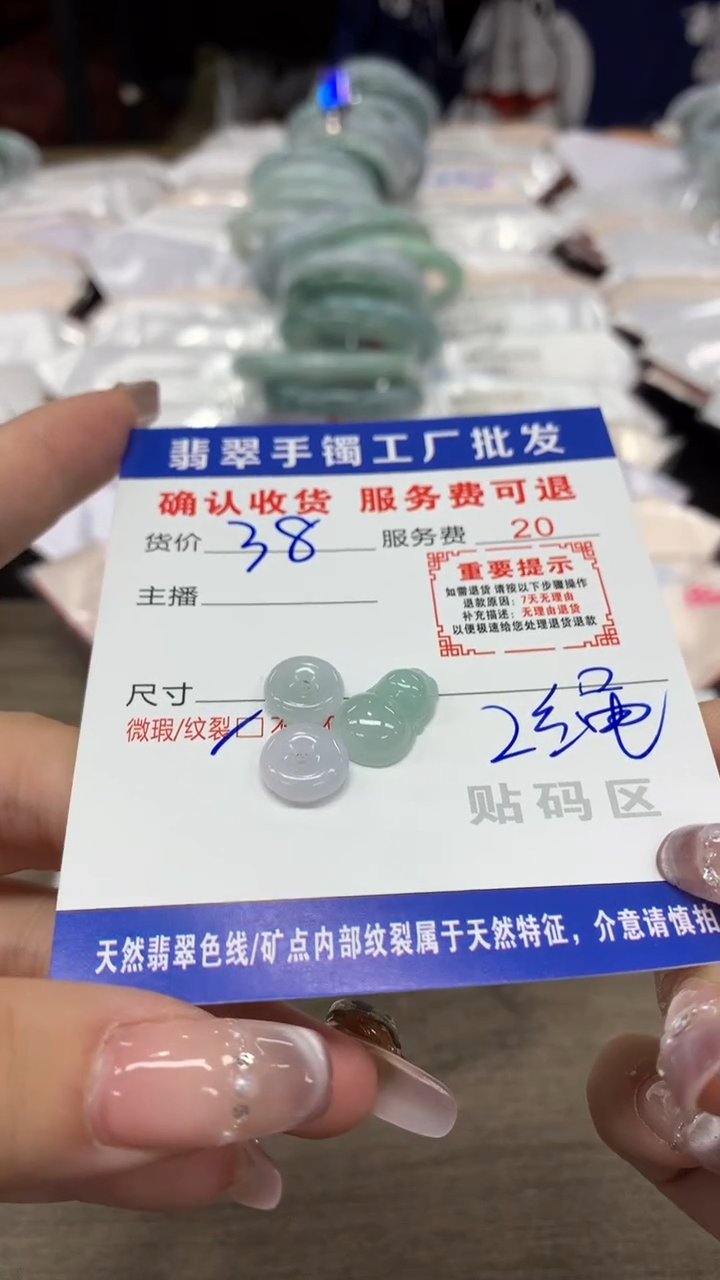 翡翠手镯工厂批发
确认收货 服务费可退
货价 38 服务费 20
重要提示
如需退货 请按以下步骤操作
退款原因:7天无理由
补充描述:无理由退货
以便极速给您处理退货退款
主播
尺寸
微瑕/纹裂
2绳
贴码区
天然翡翠色线/矿点内部纹裂属于天然特征,介意请慎拍